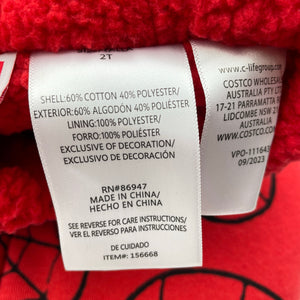 2T
SHELL:60% COTTON 40% POLYESTER/
EXTERIOR:60% ALGODÓN 40% POLIÉSTER
LINING:100% POLYESTER/
FORRO:100% POLIÉSTER
EXCLUSIVE OF DECORATION/
EXCLUSIVO DE DECORACIÓN
RN#86947
MADE IN CHINA/
HECHO EN CHINA
SEE REVERSE FOR CARE INSTRUCTIONS/
VER EL REVERSO PARA INSTRUCCIONES
DE CUIDADO
ITEM#: 156668
www.c-lifegroup.com
COSTCO WHOLESALE
AUSTRALIA PTY LTD
17-21 PARRAMATTA
LIDCOMBE NSW 2
AUSTRALIA
WWW.COSTCO.
VPO-111643
09/2023